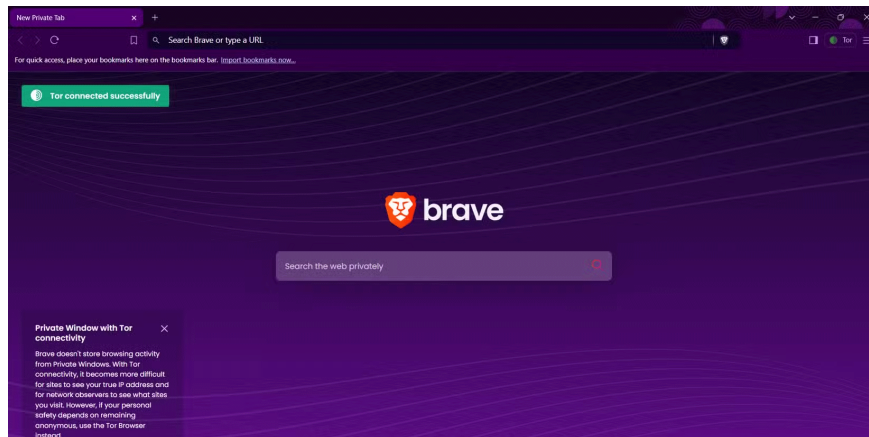 New Private Tab
Search Brave or type a URL
Tor
For quick access, place your bookmarks here on the bookmarks bar. Import bookmarks now...
Tor connected successfully
brave
Search the web privately
Private Window with Tor
connectivity
Brave doesn't store browsing activity
from Private Windows. With Tor
connectivity, it becomes more difficult
for sites to see your true IP address and
for network observers to see what sites
you visit. However, if your personal
safety depends on remaining
anonymous, use the Tor Browser
instead